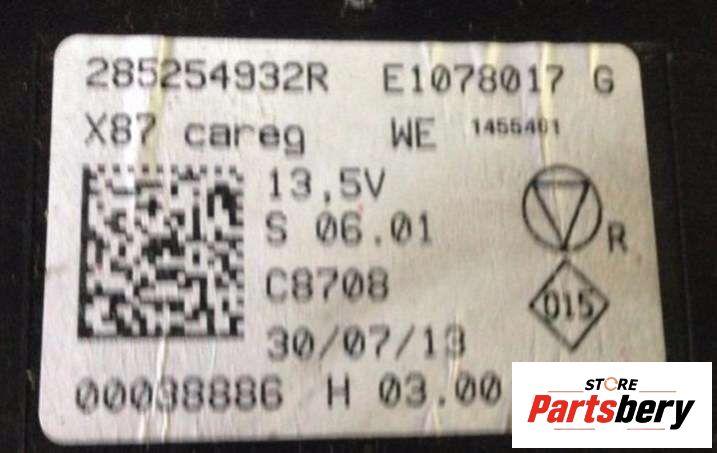 285254932R E1078017 G
X87 careg WE 1455401
13,5V
S 06.01
R
C8708
015
30/07/13
00038886 H 03.00
STORE
Partsbery